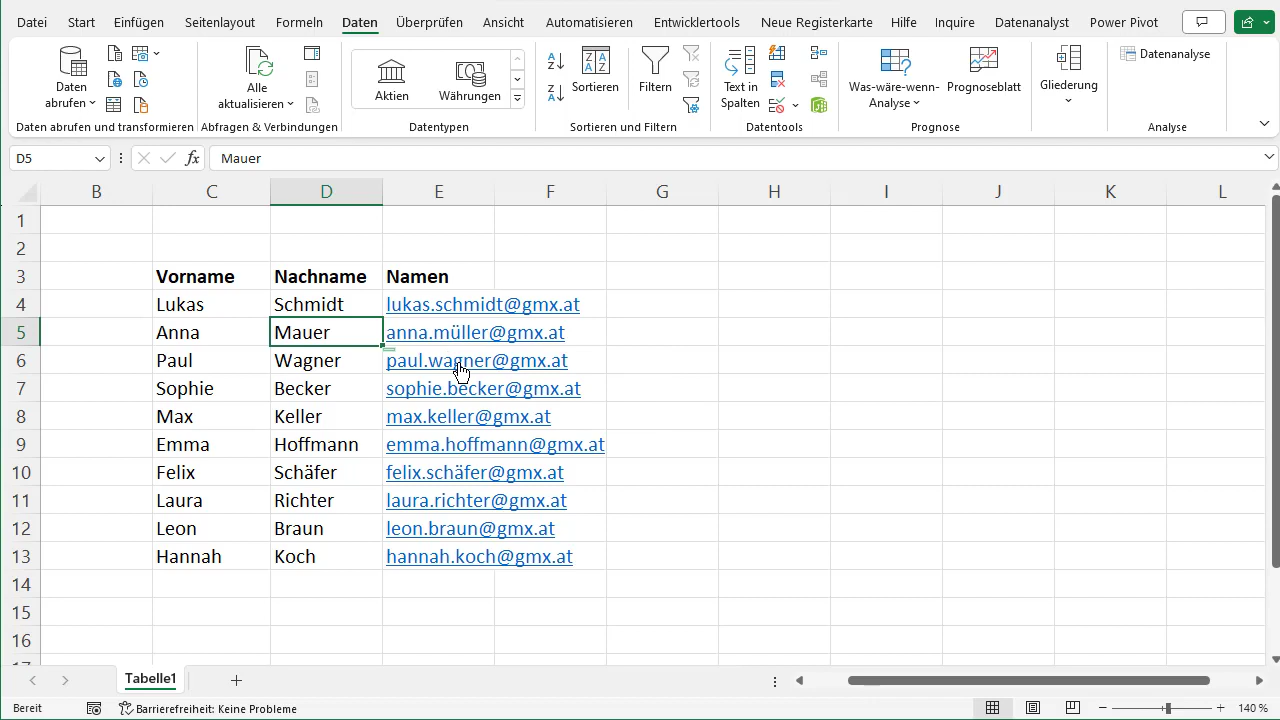 Datei Start Einfügen Seitenlayout Formeln Daten Überprüfen Ansicht Automatisieren Entwicklertools Neue Registerkarte Hilfe Inquire Datenanalyst Power Pivot
Daten abrufen
Alle aktualisieren
Aktien
Währungen
Sortieren
Filtern
Text in Spalten
Was-wäre-wenn-Analyse
Prognoseblatt
Gliederung
Datenanalyse
Daten abrufen und transformieren
Abfragen & Verbindungen
Datentypen
Sortieren und Filtern
Datentools
Prognose
Analyse
D5 fx Mauer
B C D E F G H I J K L
1
2
3 Vorname Nachname Namen
4 Lukas Schmidt lukas.schmidt@gmx.at
5 Anna Mauer anna.müller@gmx.at
6 Paul Wagner paul.wagner@gmx.at
7 Sophie Becker sophie.becker@gmx.at
8 Max Keller max.keller@gmx.at
9 Emma Hoffmann emma.hoffmann@gmx.at
10 Felix Schäfer felix.schäfer@gmx.at
11 Laura Richter laura.richter@gmx.at
12 Leon Braun leon.braun@gmx.at
13 Hannah Koch hannah.koch@gmx.at
14
15
16
Tabelle1
Bereit Barrierefreiheit: Keine Probleme 140 %